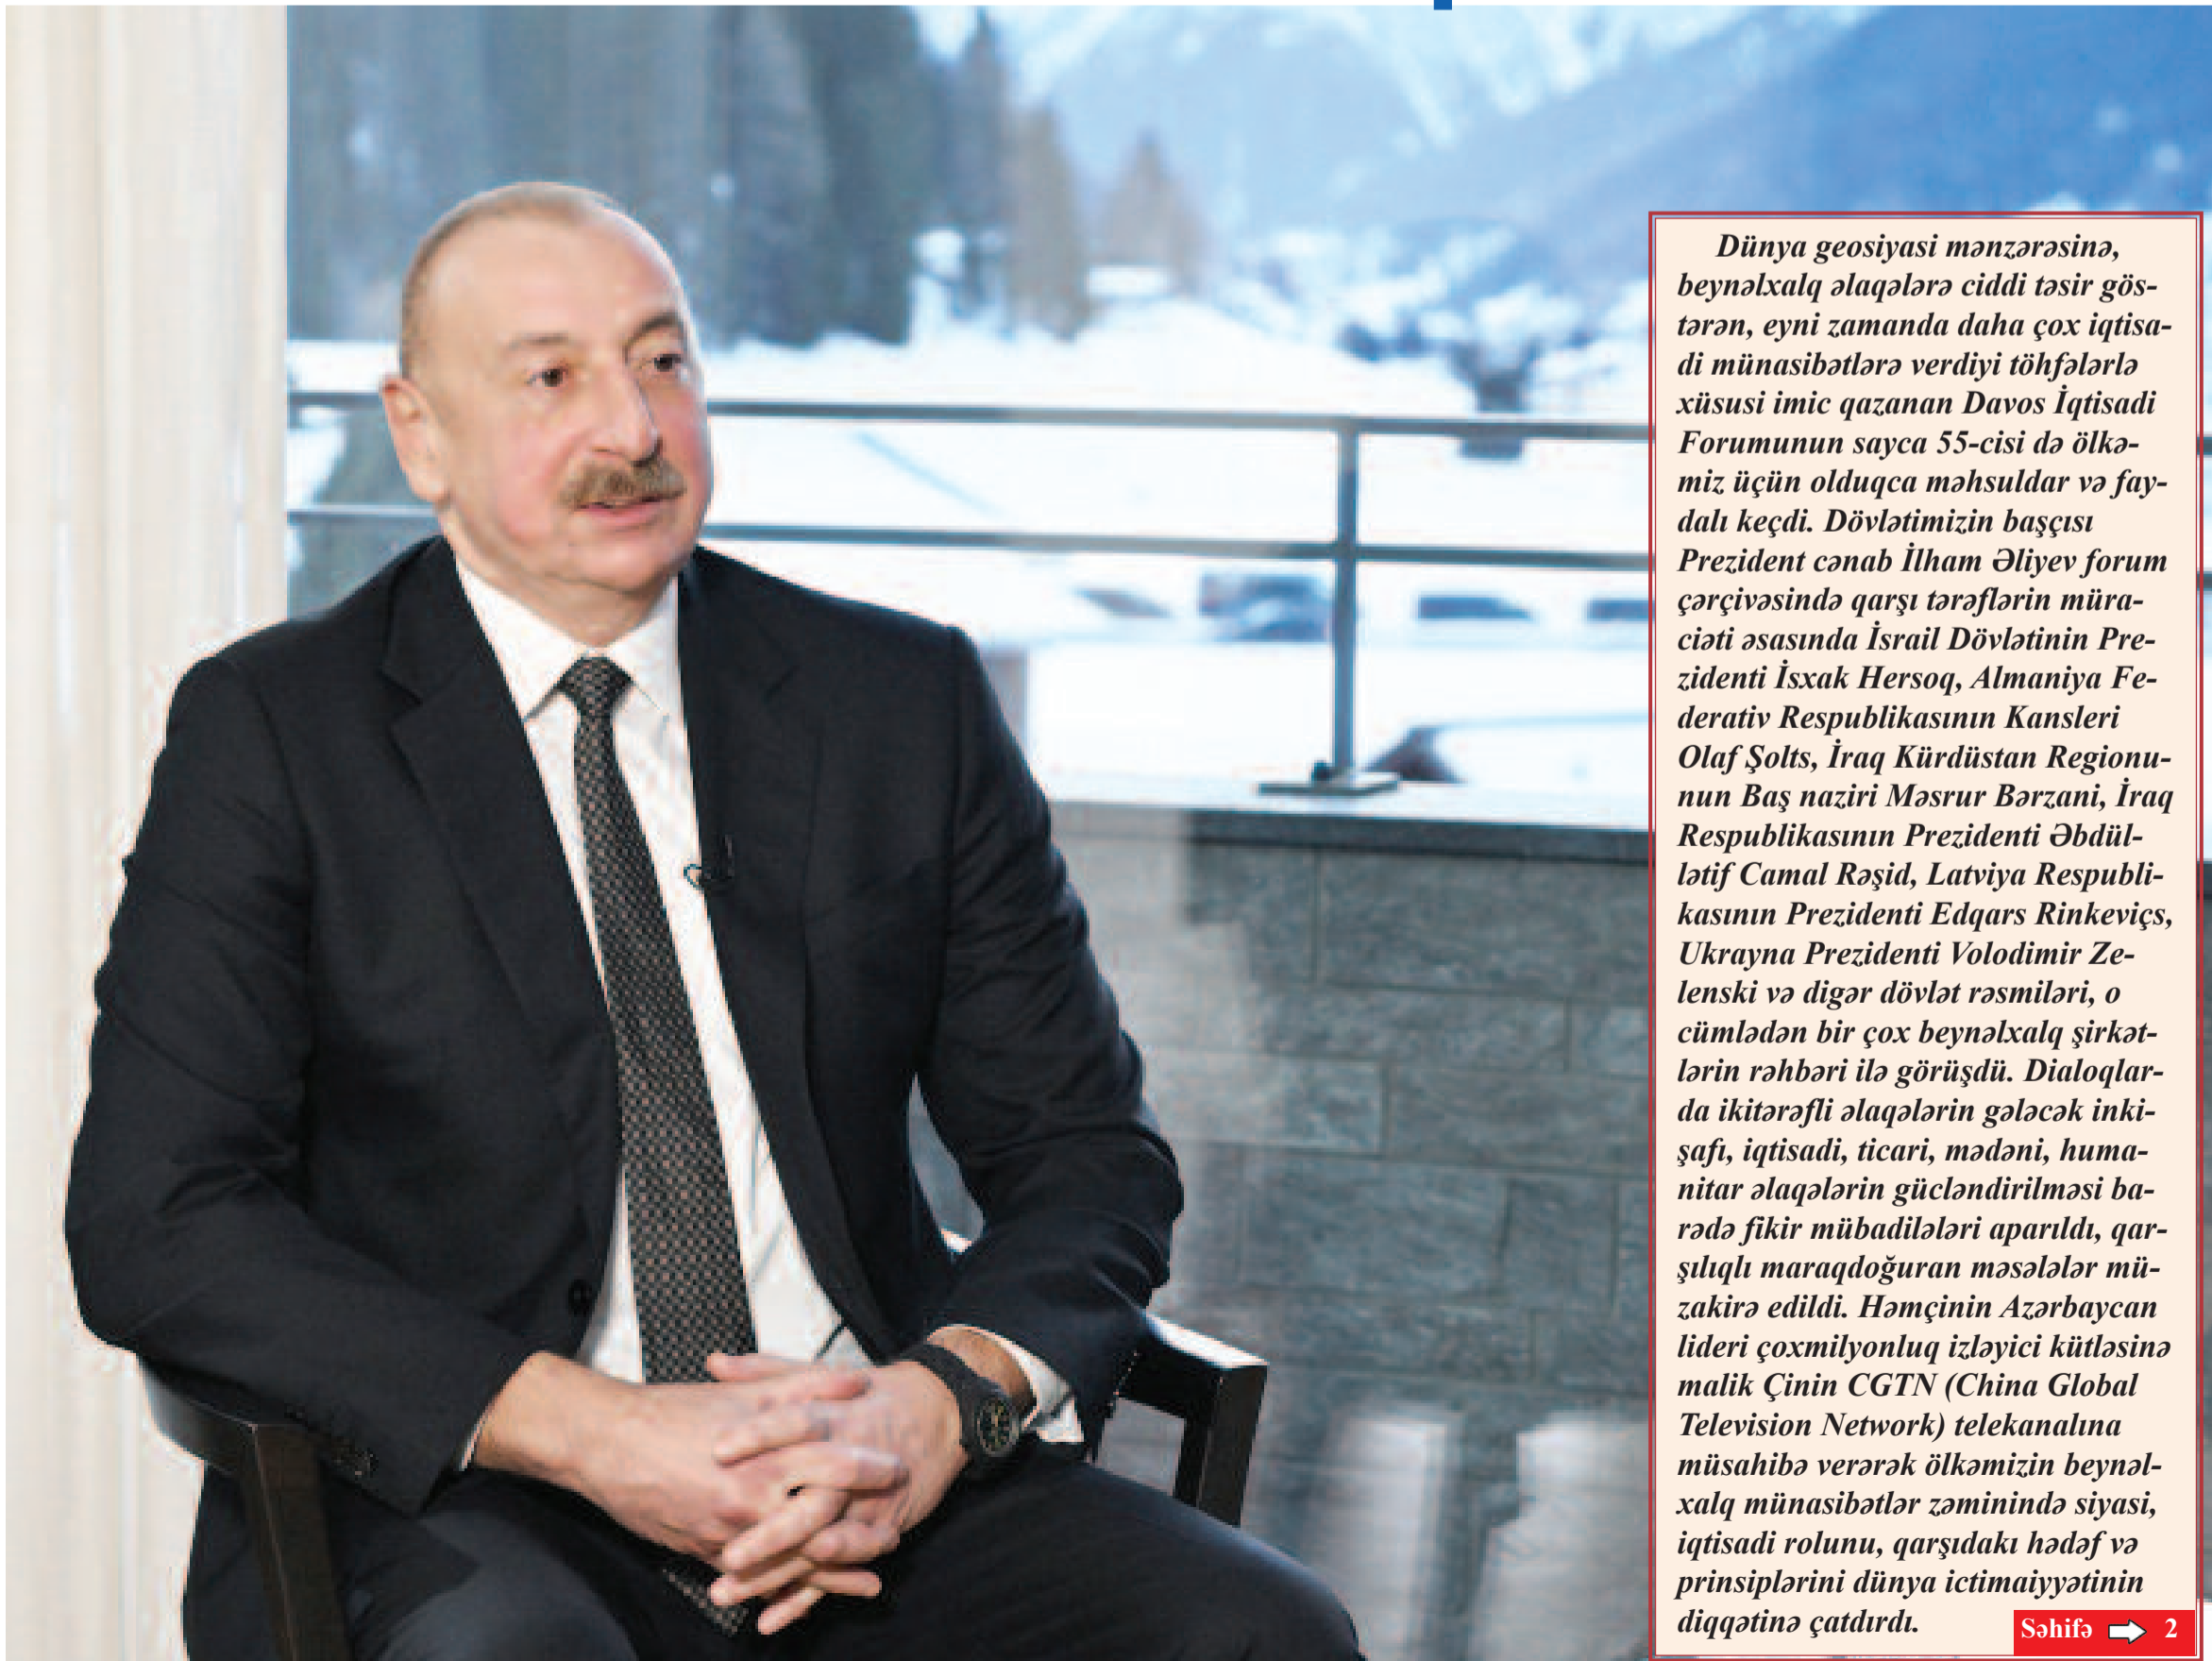 Dünya geosiyasi mənzərəsinə,
beynəlxalq əlaqələrə ciddi təsir gös-
tərən, eyni zamanda daha çox iqtisa-
di münasibətlərə verdiyi töhfələrlə
xüsusi imic qazanan Davos İqtisadi
Forumunun sayca 55-cisi də ölkə-
miz üçün olduqca məhsuldar və fay-
dalı keçdi. Dövlətimizin başçısı
Prezident cənab İlham Əliyev forum
çərçivəsində qarşı tərəflərin müra-
ciəti əsasında İsrail Dövlətinin Pre-
zidenti İsxak Hersoq, Almaniya Fe-
derativ Respublikasının Kansleri
Olaf Şolts, İraq Kürdüstan Regionu-
nun Baş naziri Məsrur Bərzani, İraq
Respublikasının Prezidenti Əbdül-
lətif Camal Rəşid, Latviya Respubli-
kasının Prezidenti Edqars Rinkeviçs,
Ukrayna Prezidenti Volodımir Ze-
lenski və digər dövlət rəsmiləri, o
cümlədən bir çox beynəlxalq şirkət-
lərin rəhbəri ilə görüşdü. Dialoqlar-
da ikitərəfli əlaqələrin gələcək inki-
şafı, iqtisadi, ticari, mədəni, huma-
nitar əlaqələrin gücləndirilməsi ba-
rədə fikir mübadilələri aparıldı, qar-
şılıqlı maraqdoğuran məsələlər mü-
zakirə edildi. Həmçinin Azərbaycan
lideri çoxmilyonluq izləyici kütləsinə
malik Çinin CGTN (China Global
Television Network) telekanalına
müsahibə verərək ölkəmizin beynəl-
xalq münasibətlər zəminində siyasi,
iqtisadi rolunu, qarşıdakı hədəf və
prinsiplərini dünya ictimaiyyətinin
diqqətinə çatdırdı.
Səhifə 2